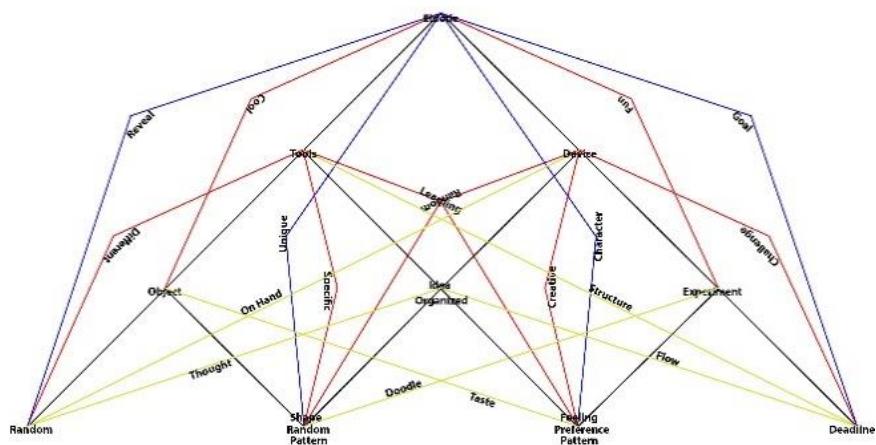 Reveal
Cool
Fun
Goal
Tools
Device
Different
Unique
Character
Challenge
Object
On Hand
Specific
Idea
Organized
Creative
Structure
Experiment
Thought
Doodle
Taste
Flow
Random
Shape
Random
Pattern
Feeling
Preference
Pattern
Deadline